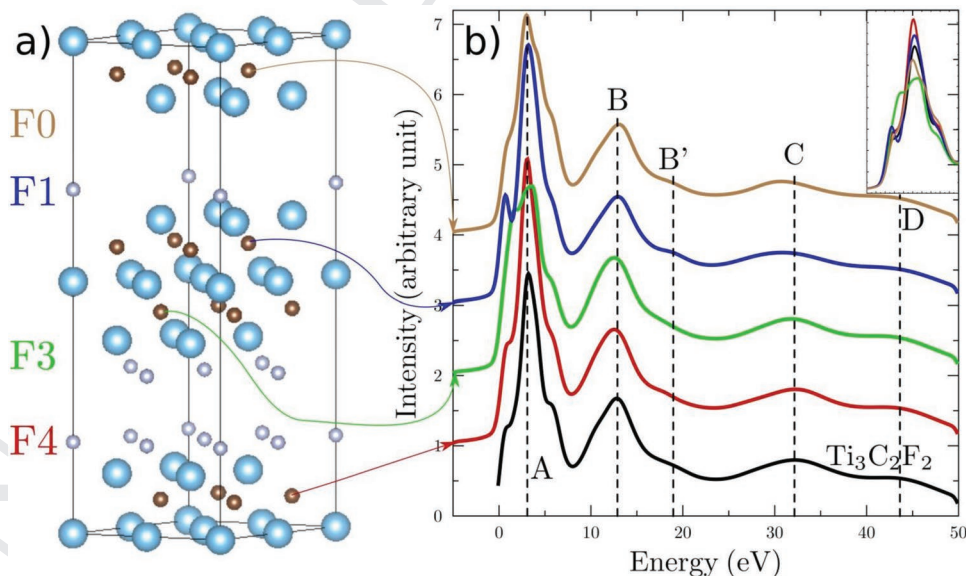 a)
F0
F1
F3
F4
b)
Intensity (arbitrary unit)
7
6
5
4
3
2
1
0
A
B
B'
C
D
Ti₃C₂F₂
0
10
20
30
40
50
Energy (eV)